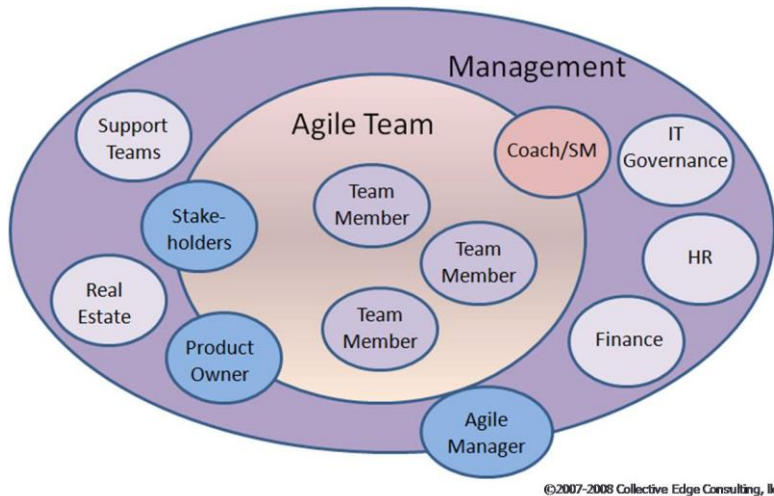 Management
Agile Team
Support
Teams
Coach/SM
IT
Governance
Stake-
holders
Team
Member
Team
Member
HR
Real
Estate
Team
Member
Product
Owner
Finance
Agile
Manager
©2007-2008 Collective Edge Consulting,